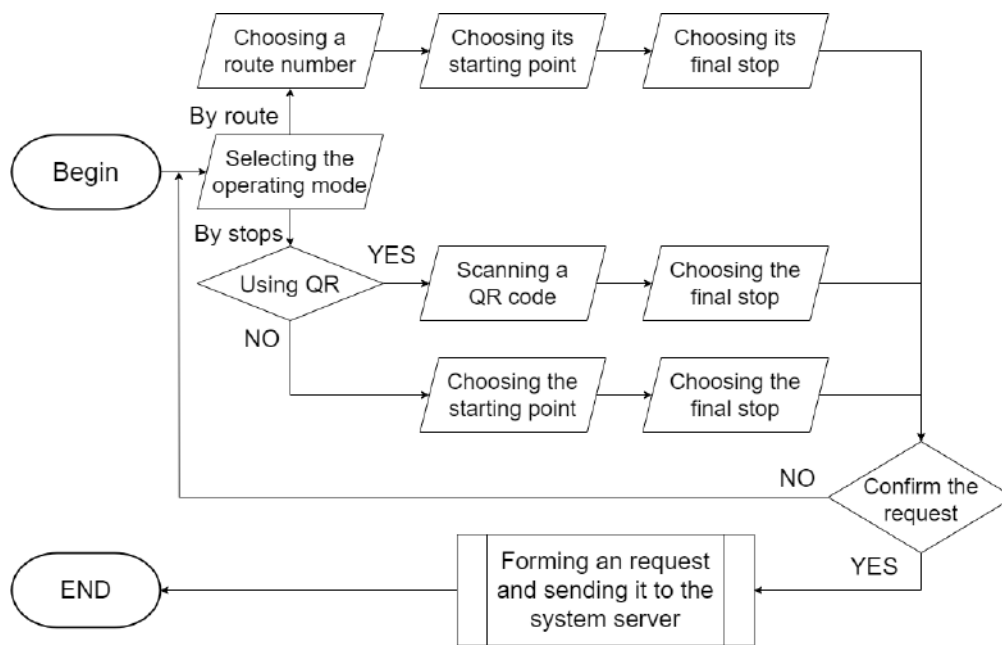 Choosing a
route number
Choosing its
starting point
Choosing its
final stop
By route
Begin
Selecting the
operating mode
By stops
Using QR
YES
Scanning a
QR code
Choosing the
final stop
NO
Choosing the
starting point
Choosing the
final stop
NO
Confirm the
request
YES
Forming an request
and sending it to the
system server
END